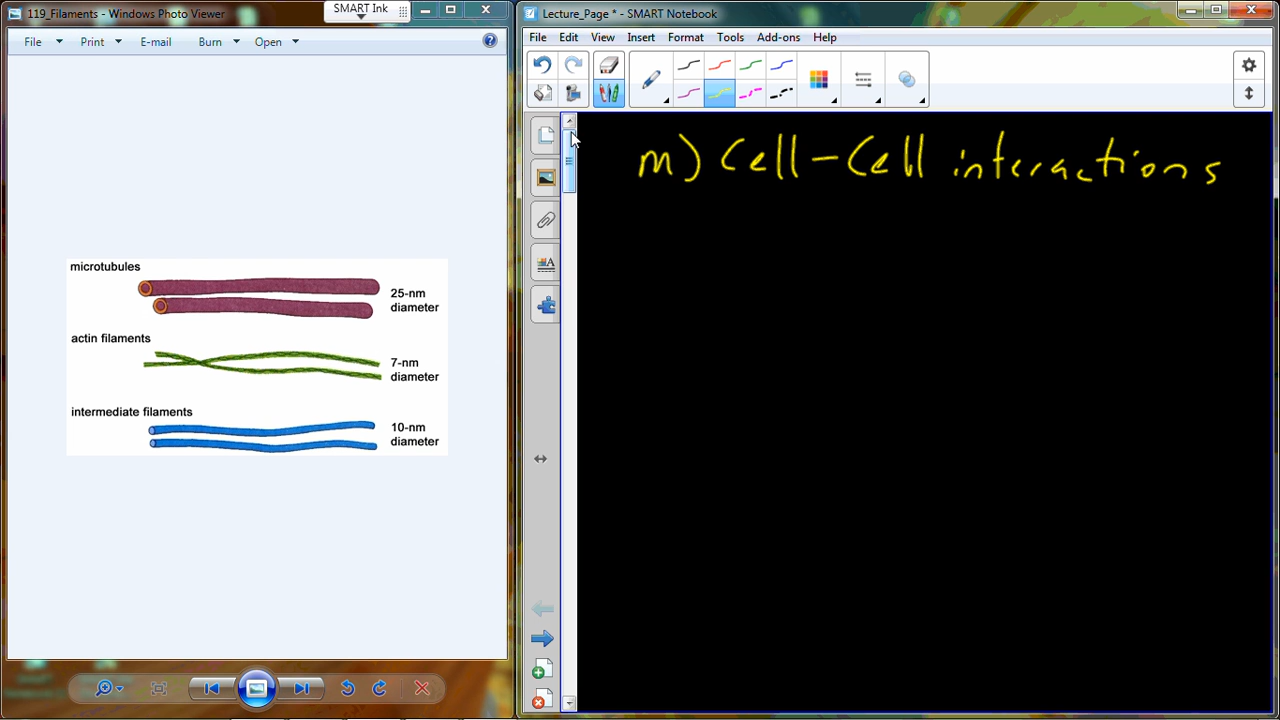 119_Filaments - Windows Photo Viewer
SMART Ink
File Print E-mail Burn Open
microtubules
25-nm
diameter
actin filaments
7-nm
diameter
intermediate filaments
10-nm
diameter
Lecture_Page * - SMART Notebook
File Edit View Insert Format Tools Add-ons Help
m) Cell-Cell interactions